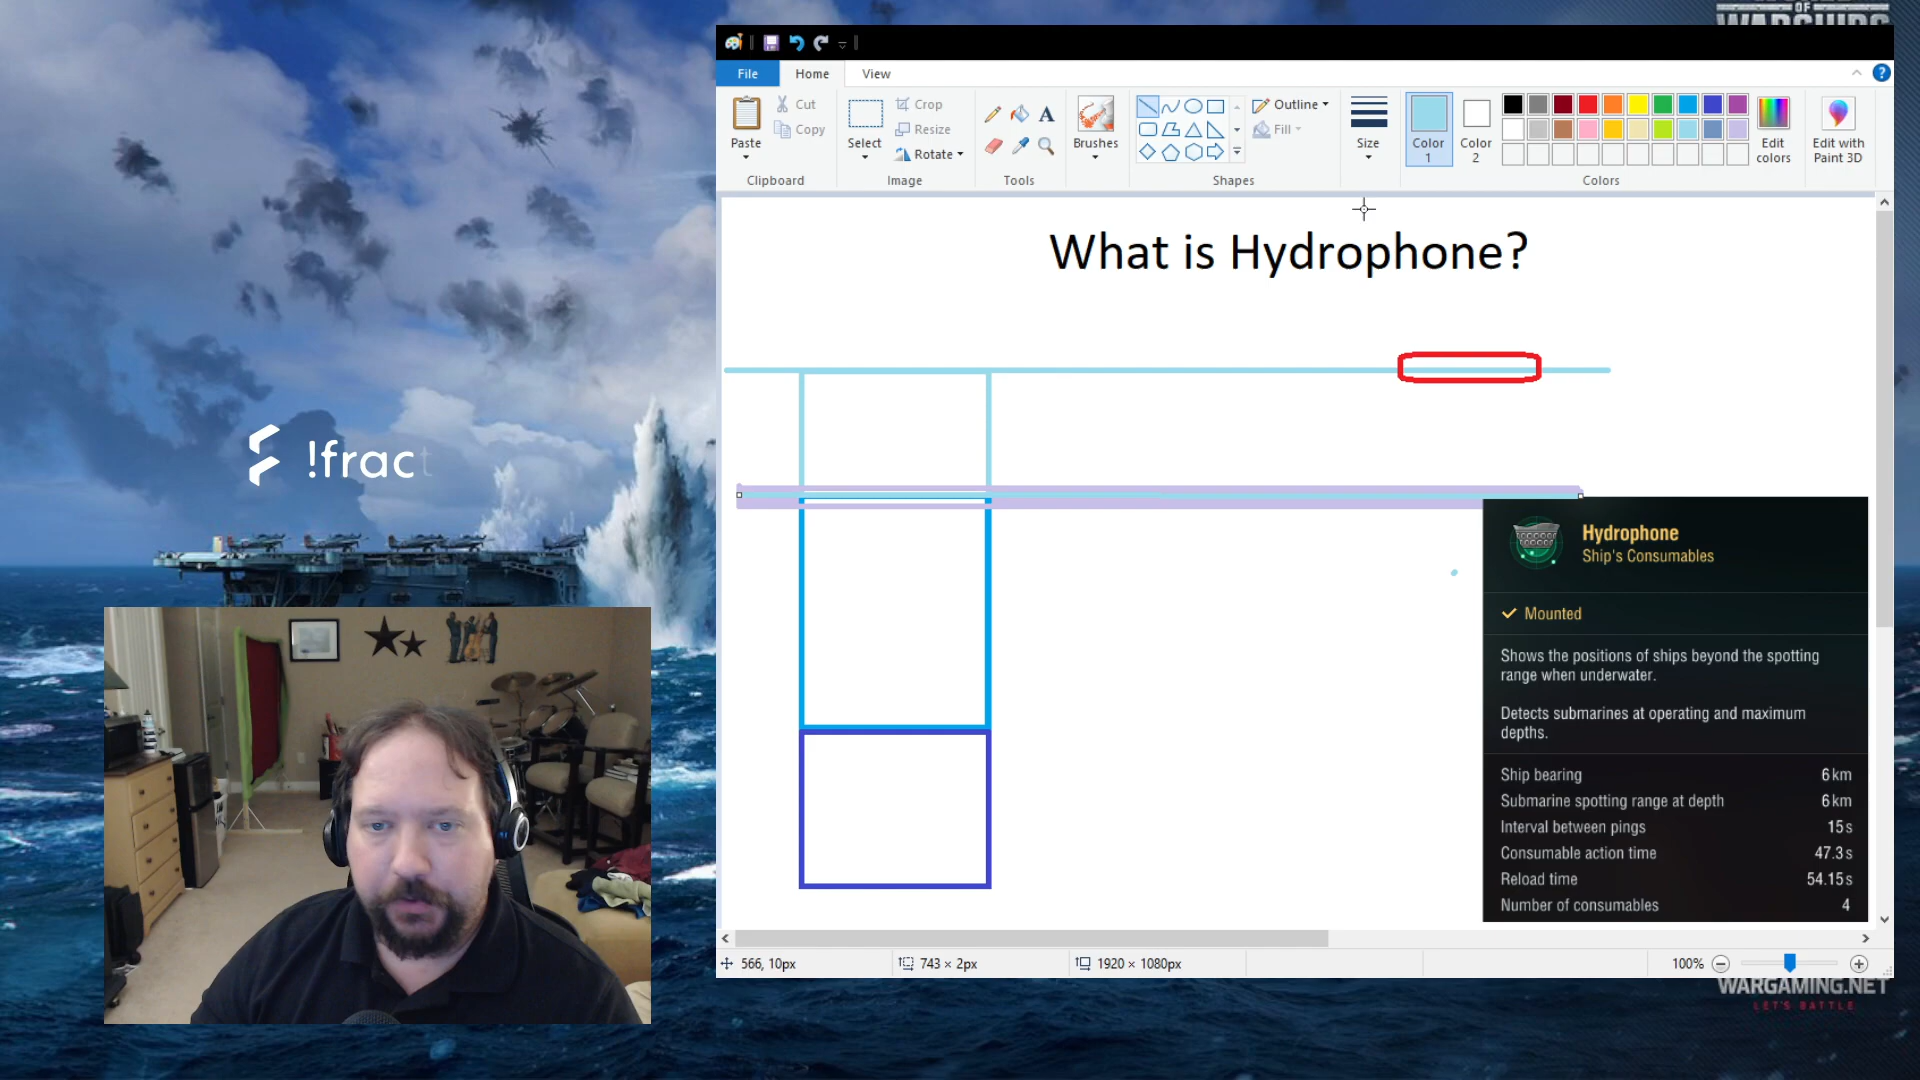 OF
WARSHIPS
File
Home
View
Paste
Cut
Copy
Clipboard
Select
Crop
Resize
Rotate
Image
A
Tools
Brushes
Outline
Fill
Shapes
Size
Color
1
Color
2
Edit
colors
Edit with
Paint 3D
Colors
What is Hydrophone?
!fract
Hydrophone
Ship's Consumables
Mounted
Shows the positions of ships beyond the spotting
range when underwater.
Detects submarines at operating and maximum
depths.
Ship bearing 6 km
Submarine spotting range at depth 6 km
Interval between pings 15 s
Consumable action time 47.3 s
Reload time 54.15 s
Number of consumables 4
566, 10px
743 × 2px
1920 × 1080px
100%
WARGAMING.NET
LET'S BATTLE